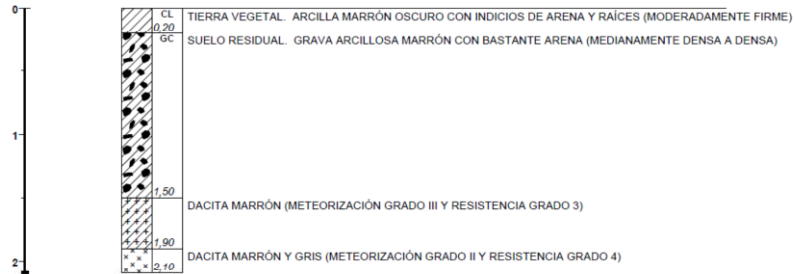 0
CL TIERRA VEGETAL. ARCILLA MARRÓN OSCURO CON INDICIOS DE ARENA Y RAÍCES (MODERADAMENTE FIRME)
0,20
GC SUELO RESIDUAL. GRAVA ARCILLOSA MARRÓN CON BASTANTE ARENA (MEDIANAMENTE DENSA A DENSA)
1
1,50
DACITA MARRÓN (METEORIZACIÓN GRADO III Y RESISTENCIA GRADO 3)
1,90
DACITA MARRÓN Y GRIS (METEORIZACIÓN GRADO II Y RESISTENCIA GRADO 4)
2
2,10